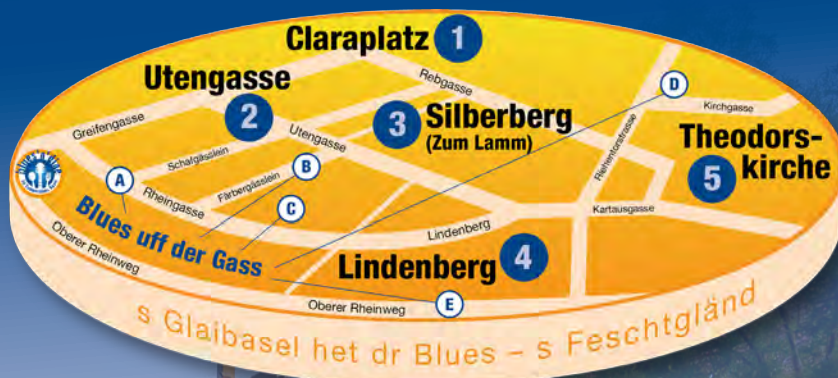 Claraplatz 1
Utengasse
2
Rebgasse
D
Kirchgasse
Greifengasse
3 Silberberg
(Zum Lamm)
Utengasse
Schafgässlein
Riehentorstrasse
Theodors-
kirche
5
A
B
Rheingasse
Färbergässlein
C
Kartausgasse
Blues uff der Gass
Lindenberg
Lindenberg 4
Oberer Rheinweg
Oberer Rheinweg
E
s Glaibasel het dr Blues – s Feschtgländ